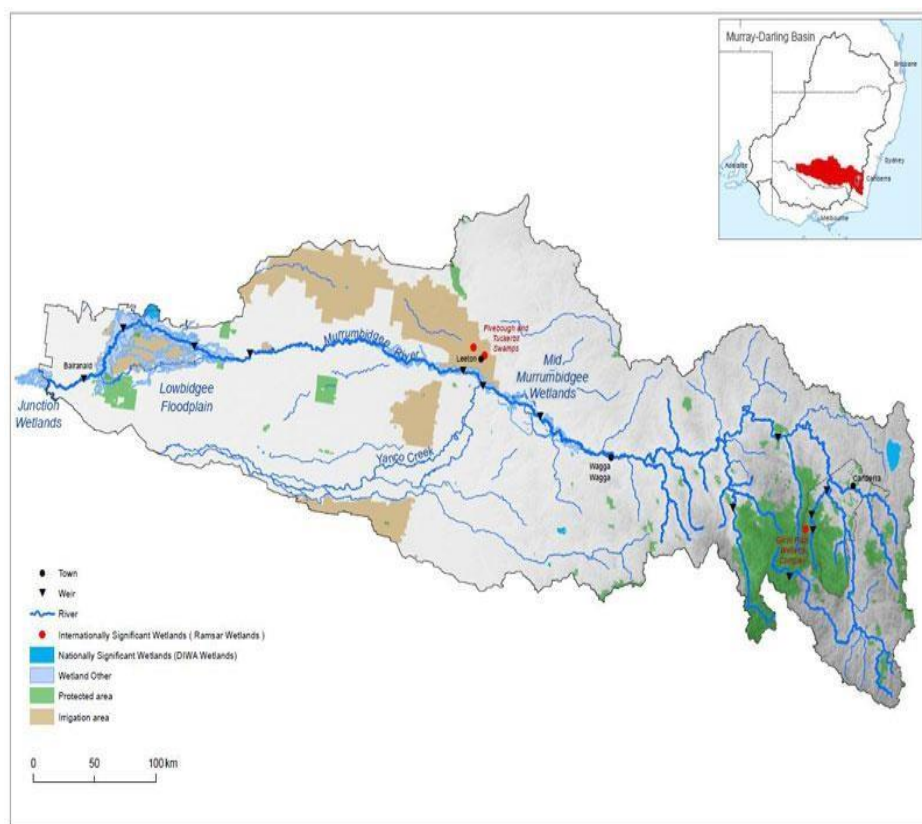 Murray-Darling Basin
Brisbane
Adelaide
Sydney
Canberra
Melbourne
Fivebough and
Tuckerbil
Swamps
Murrumbidgee River
Leeton
Mid
Murrumbidgee
Wetlands
Balranald
Junction
Wetlands
Lowbidgee
Floodplain
Yanco Creek
Wagga
Wagga
Canberra
Wetland
Complex
Town
Weir
River
Internationally Significant Wetlands ( Ramsar Wetlands )
Nationally Significant Wetlands (DIWA Wetlands)
Wetland Other
Protected area
Irrigation area
0 50 100 km